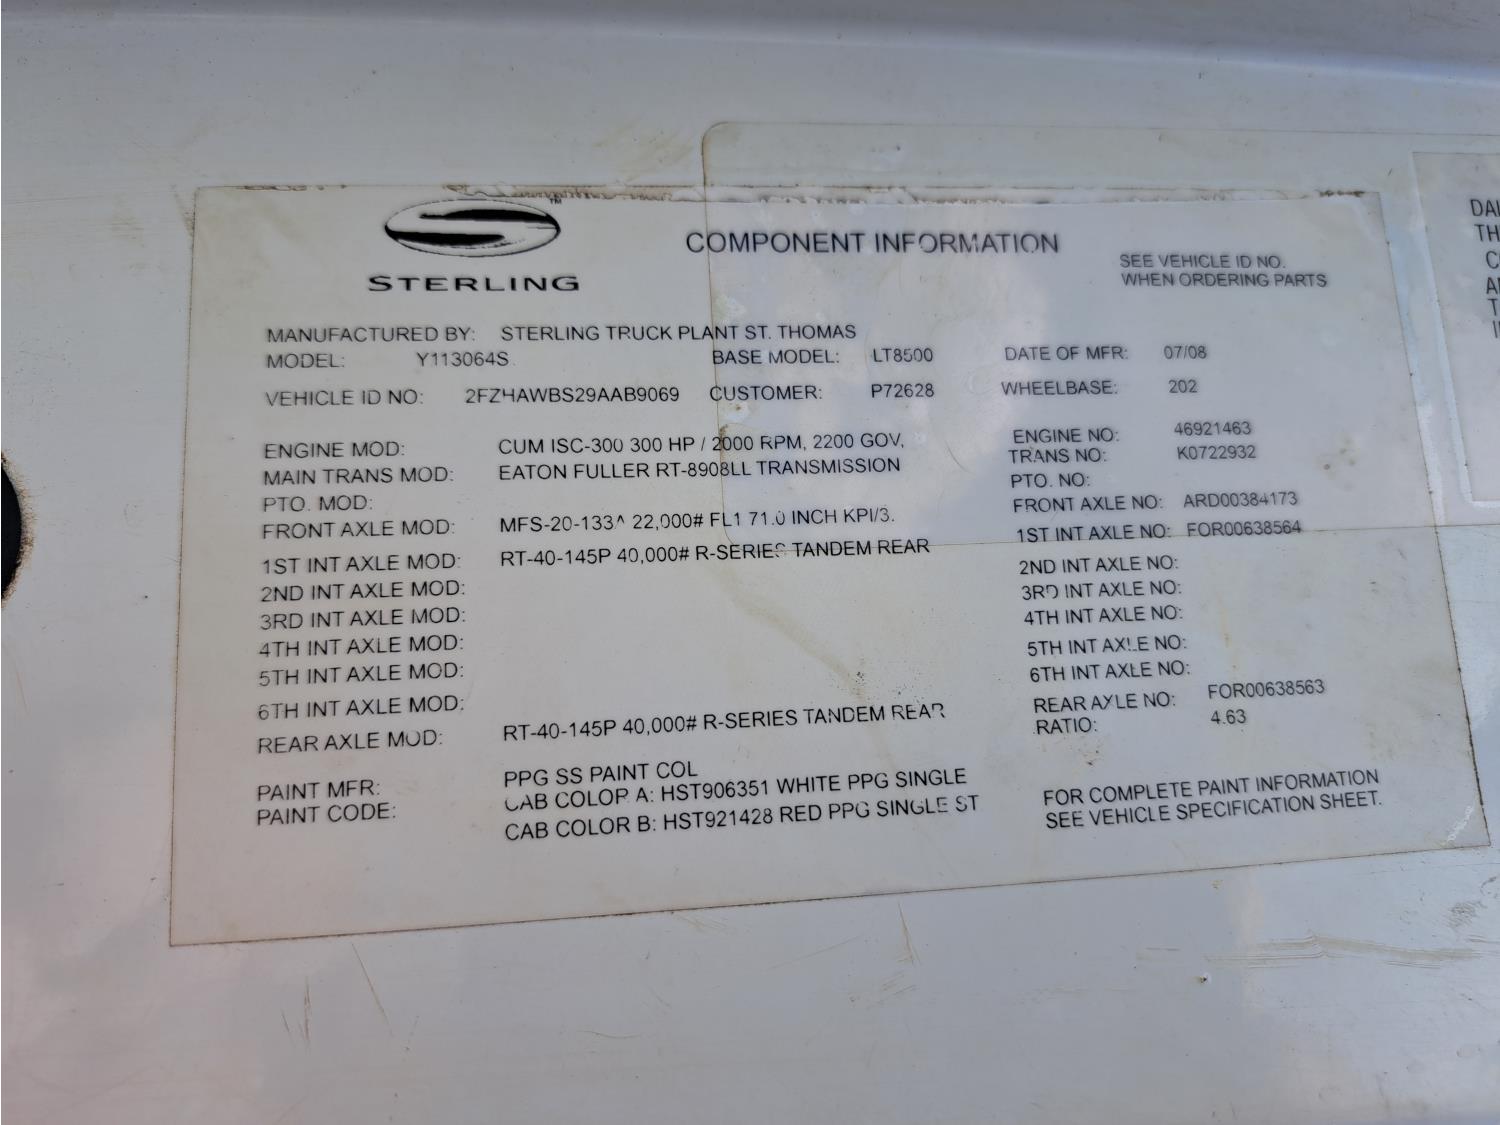 STERLING
TM
COMPONENT INFORMATION
SEE VEHICLE ID NO.
WHEN ORDERING PARTS
MANUFACTURED BY: STERLING TRUCK PLANT ST. THOMAS
MODEL: Y113064S BASE MODEL: LT8500 DATE OF MFR: 07/08
VEHICLE ID NO: 2FZHAWBS29AAB9069 CUSTOMER: P72628 WHEELBASE: 202
ENGINE MOD: CUM ISC-300 300 HP / 2000 RPM, 2200 GOV, ENGINE NO: 46921463
MAIN TRANS MOD: EATON FULLER RT-8908LL TRANSMISSION TRANS NO: K0722932
PTO. MOD: PTO. NO:
FRONT AXLE MOD: MFS-20-133A 22,000# FL1 71.0 INCH KPI/3. FRONT AXLE NO: ARD00384173
1ST INT AXLE MOD: RT-40-145P 40,000# R-SERIES TANDEM REAR 1ST INT AXLE NO: FOR00638564
2ND INT AXLE MOD: 2ND INT AXLE NO:
3RD INT AXLE MOD: 3RD INT AXLE NO:
4TH INT AXLE MOD: 4TH INT AXLE NO:
5TH INT AXLE MOD: 5TH INT AXLE NO:
6TH INT AXLE MOD: 6TH INT AXLE NO:
REAR AXLE MOD: RT-40-145P 40,000# R-SERIES TANDEM REAR REAR AXLE NO: FOR00638563
RATIO: 4.63
PAINT MFR: PPG SS PAINT COL
PAINT CODE: CAB COLOR A: HST906351 WHITE PPG SINGLE
CAB COLOR B: HST921428 RED PPG SINGLE ST
FOR COMPLETE PAINT INFORMATION
SEE VEHICLE SPECIFICATION SHEET.